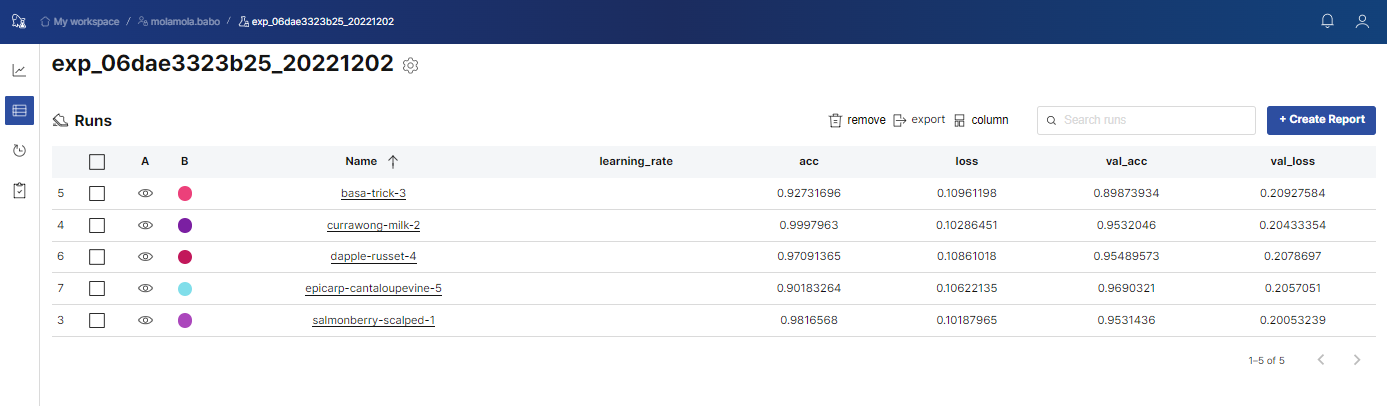 My workspace / molamola.babo / exp_06dae3323b25_20221202
exp_06dae3323b25_20221202
Runs remove export column Search runs + Create Report
A B Name learning_rate acc loss val_acc val_loss
5 basa-trick-3 0.92731696 0.10961198 0.89873934 0.20927584
4 currawong-milk-2 0.9997963 0.10286451 0.9532046 0.20433354
6 dapple-russet-4 0.97091365 0.10861018 0.95489573 0.2078697
7 epicarp-cantaloupevine-5 0.90183264 0.10622135 0.9690321 0.2057051
3 salmonberry-scalped-1 0.9816568 0.10187965 0.9531436 0.20053239
1–5 of 5